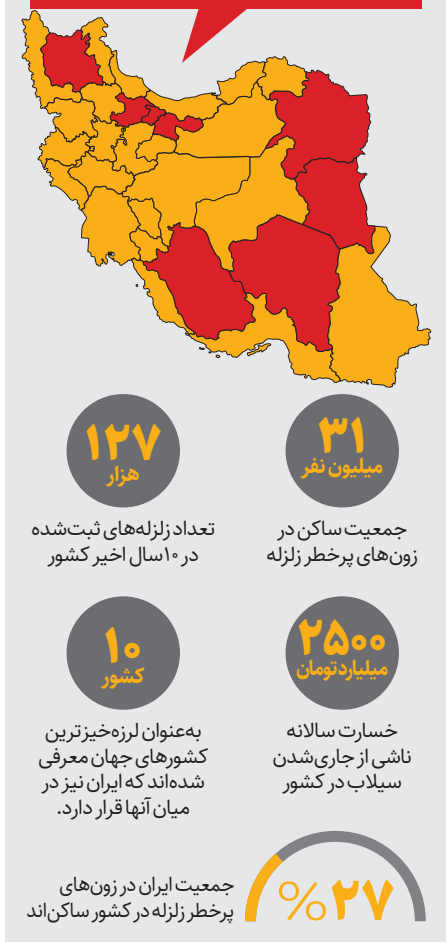 ۳۱
میلیون نفر
جمعیت ساکن در
زون‌های پرخطر زلزله
۱۲۷
هزار
تعداد زلزله‌های ثبت‌شده
در ۱۰سال اخیر کشور
۲۵۰۰
میلیارد تومان
خسارت سالانه
ناشی از جاری‌شدن
سیلاب در کشور
۱۰
کشور
به‌عنوان لرزه‌خیزترین
کشورهای جهان معرفی
شده‌اند که ایران نیز در
میان آنها قرار دارد.
۲۷%
جمعیت ایران در زون‌های
پرخطر زلزله در کشور ساکن‌اند